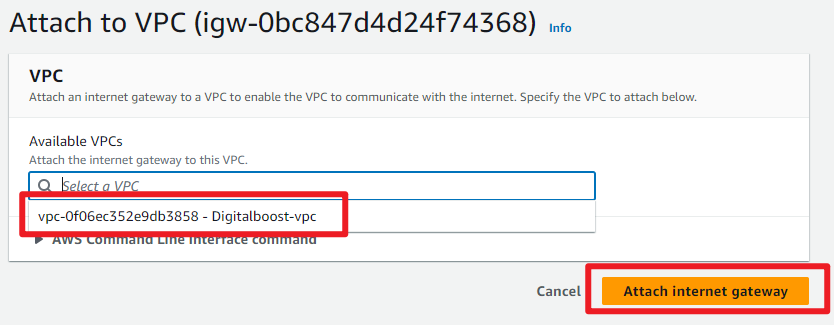 Attach to VPC (igw-0bc847d4d24f74368) Info
VPC
Attach an internet gateway to a VPC to enable the VPC to communicate with the internet. Specify the VPC to attach below.
Available VPCs
Attach the internet gateway to this VPC.
Select a VPC
vpc-0f06ec352e9db3858 - Digitalboost-vpc
AWS Command Line Interface command
Cancel Attach internet gateway